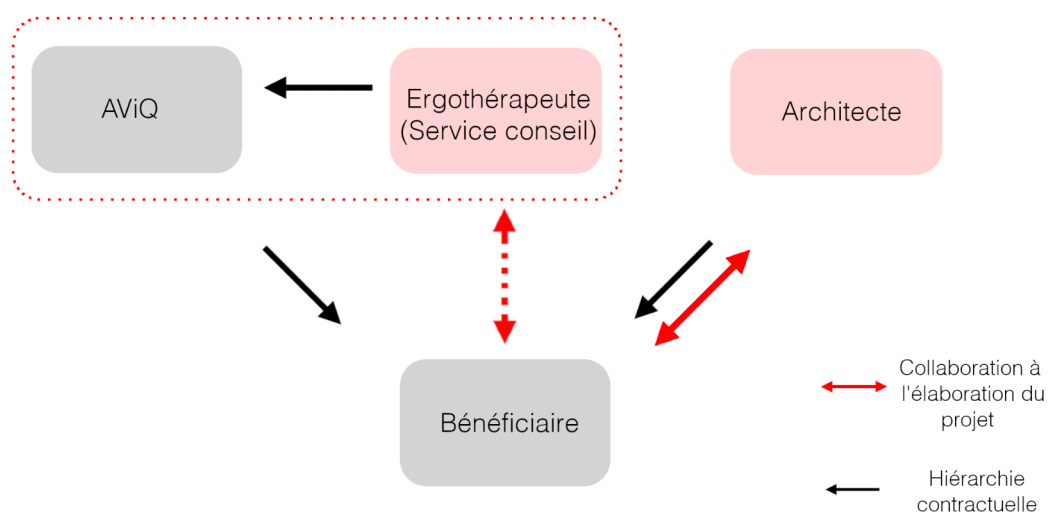 AViQ
Ergothérapeute
(Service conseil)
Architecte
Bénéficiaire
Collaboration à
l'élaboration du
projet
Hiérarchie
contractuelle